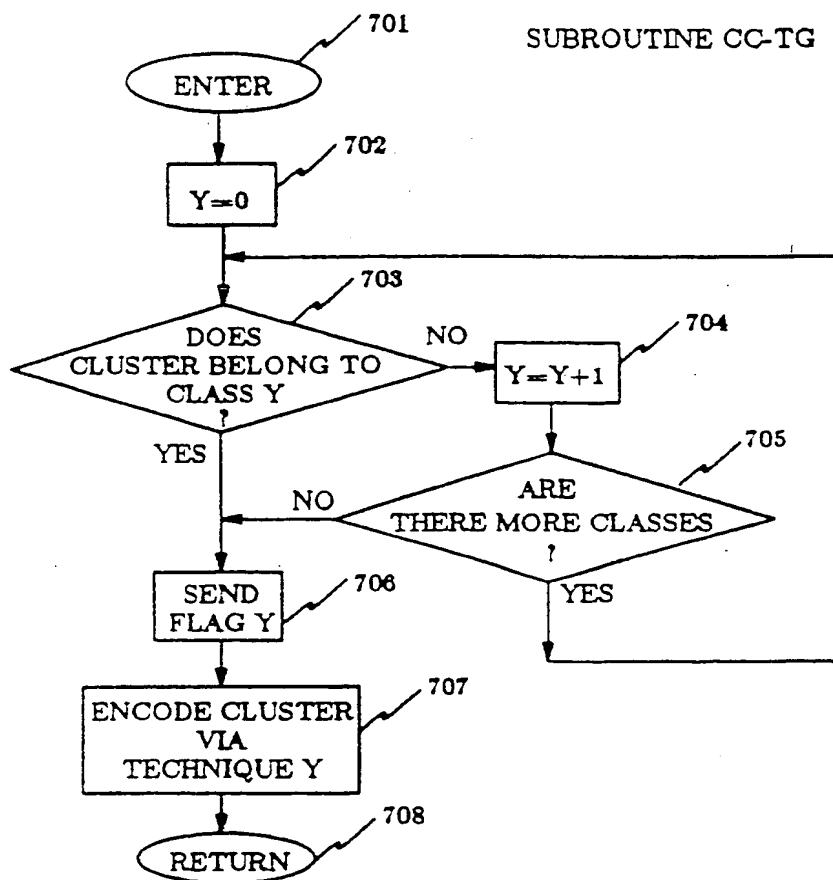 701
SUBROUTINE CC-TG
ENTER
702
Y=0
703
DOES
CLUSTER BELONG TO
CLASS Y
?
NO
704
Y=Y+1
YES
705
ARE
THERE MORE CLASSES
?
NO
YES
706
SEND
FLAG Y
707
ENCODE CLUSTER
VIA
TECHNIQUE Y
708
RETURN